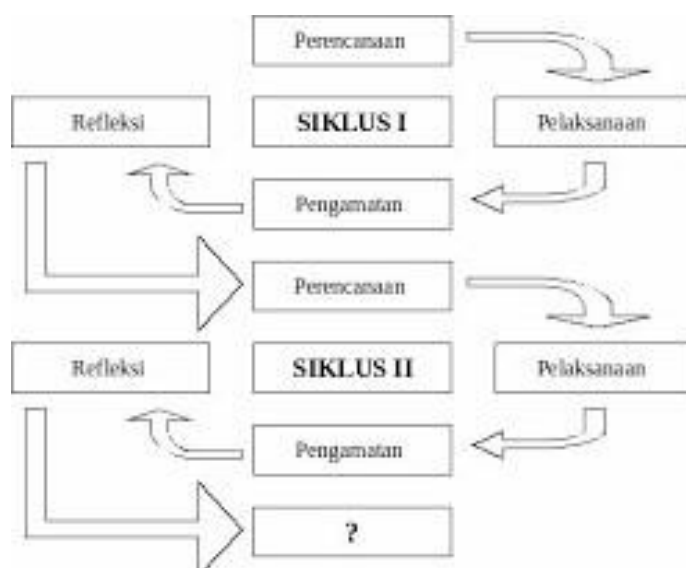 Perencanaan
Refleksi
SIKLUS I
Pelaksanaan
Pengamatan
Perencanaan
Refleksi
SIKLUS II
Pelaksanaan
Pengamatan
?